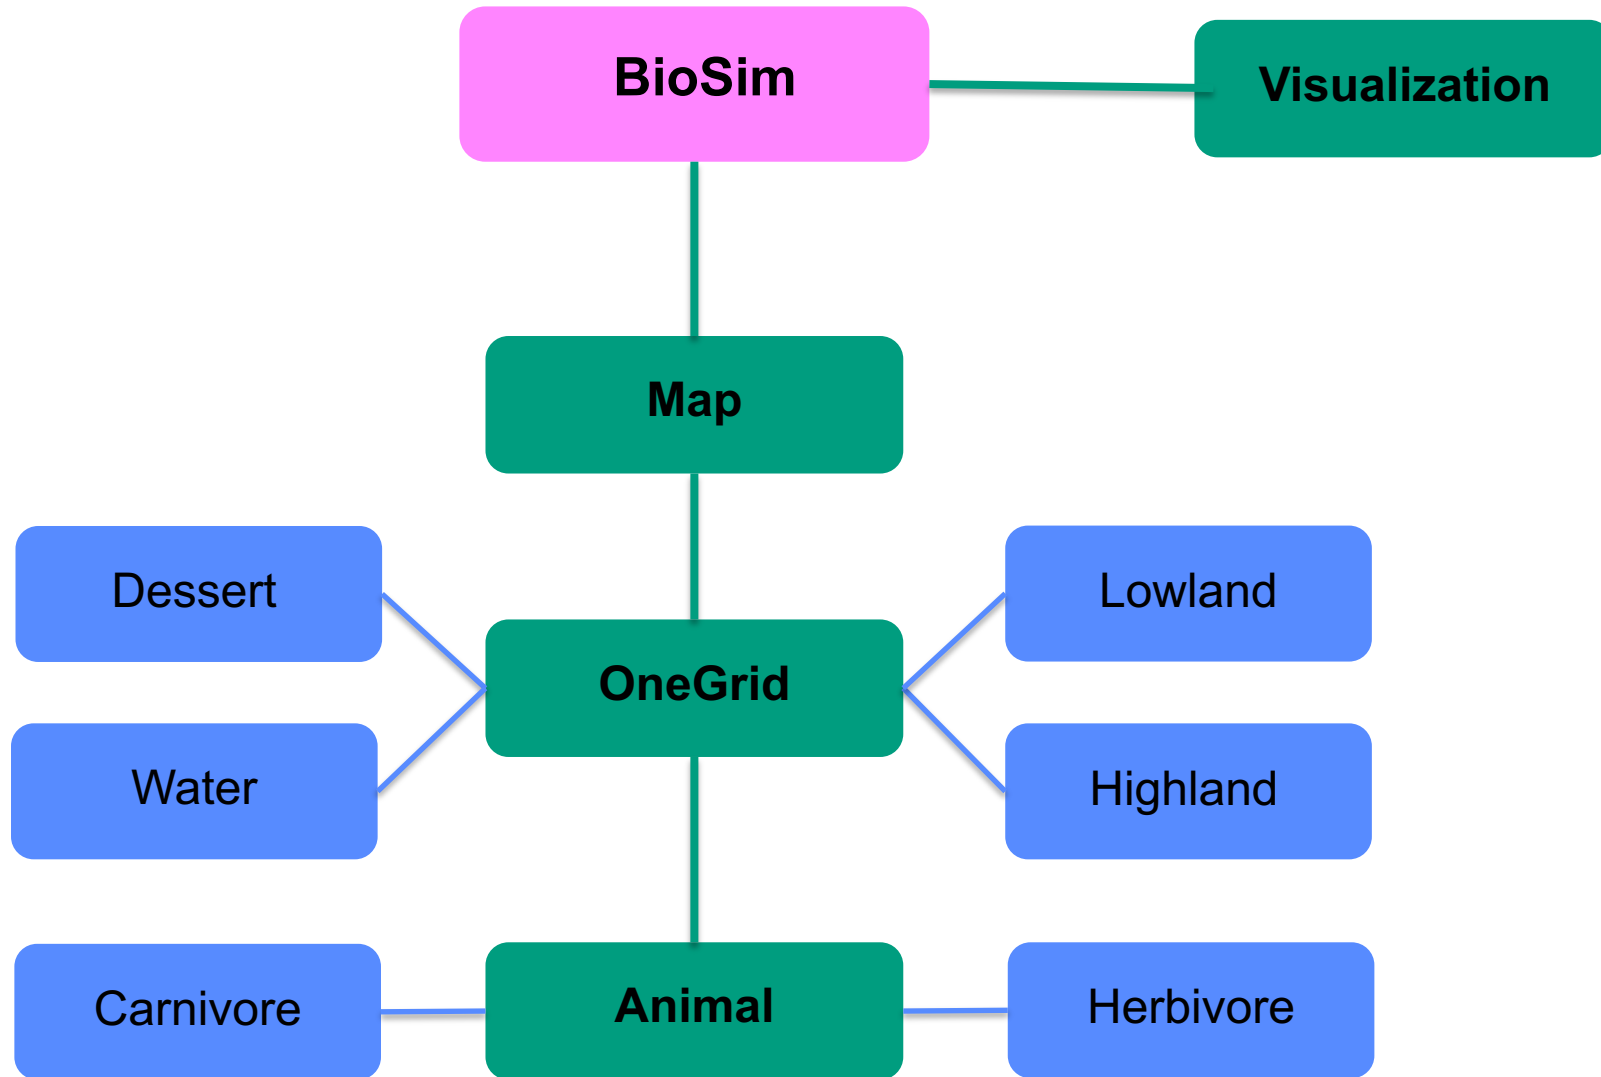 BioSim
Visualization
Map
Dessert
Lowland
OneGrid
Water
Highland
Carnivore
Animal
Herbivore